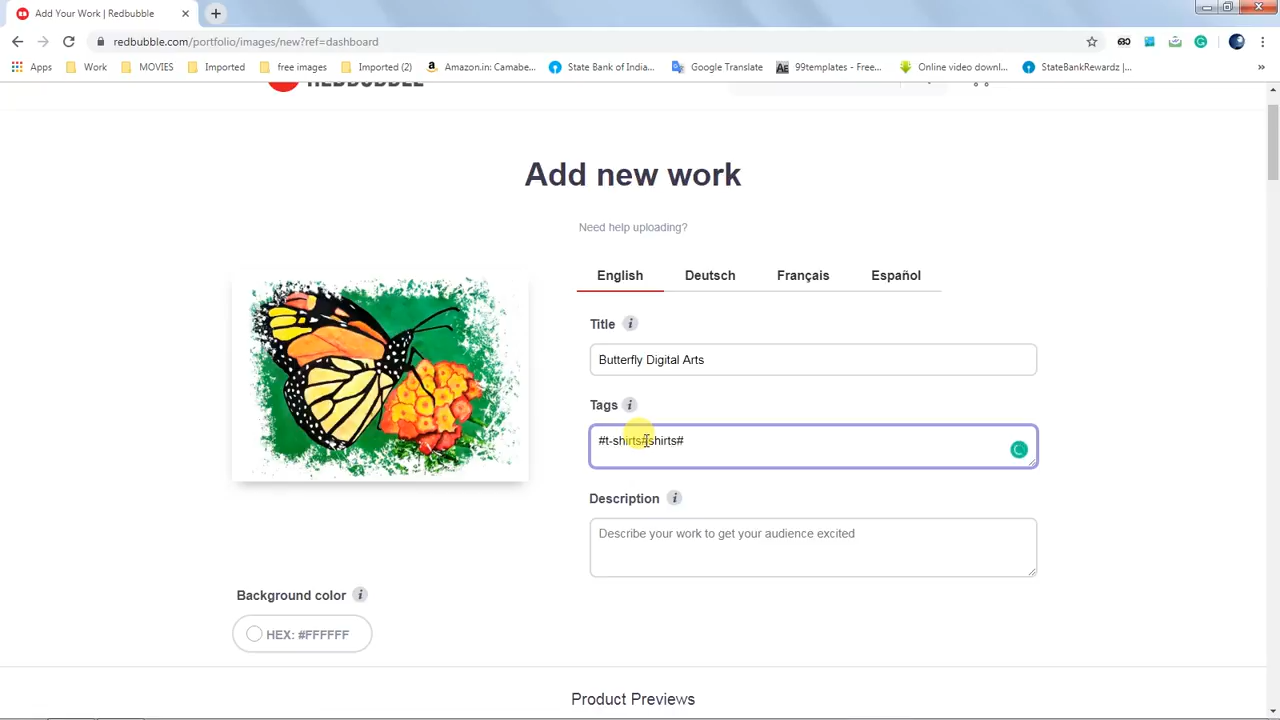 Add Your Work | Redbubble
redbubble.com/portfolio/images/new?ref=dashboard
Apps Work MOVIES Imported free images Imported (2) Amazon.in: Camabe... State Bank of India... Google Translate 99templates - Free... Online video downl... StateBankRewardz |... »
REDBUBBLE
Add new work
Need help uploading?
English Deutsch Français Español
Title i
Butterfly Digital Arts
Tags i
#t-shirts#shirts#
Description i
Describe your work to get your audience excited
Background color i
HEX: #FFFFFF
Product Previews